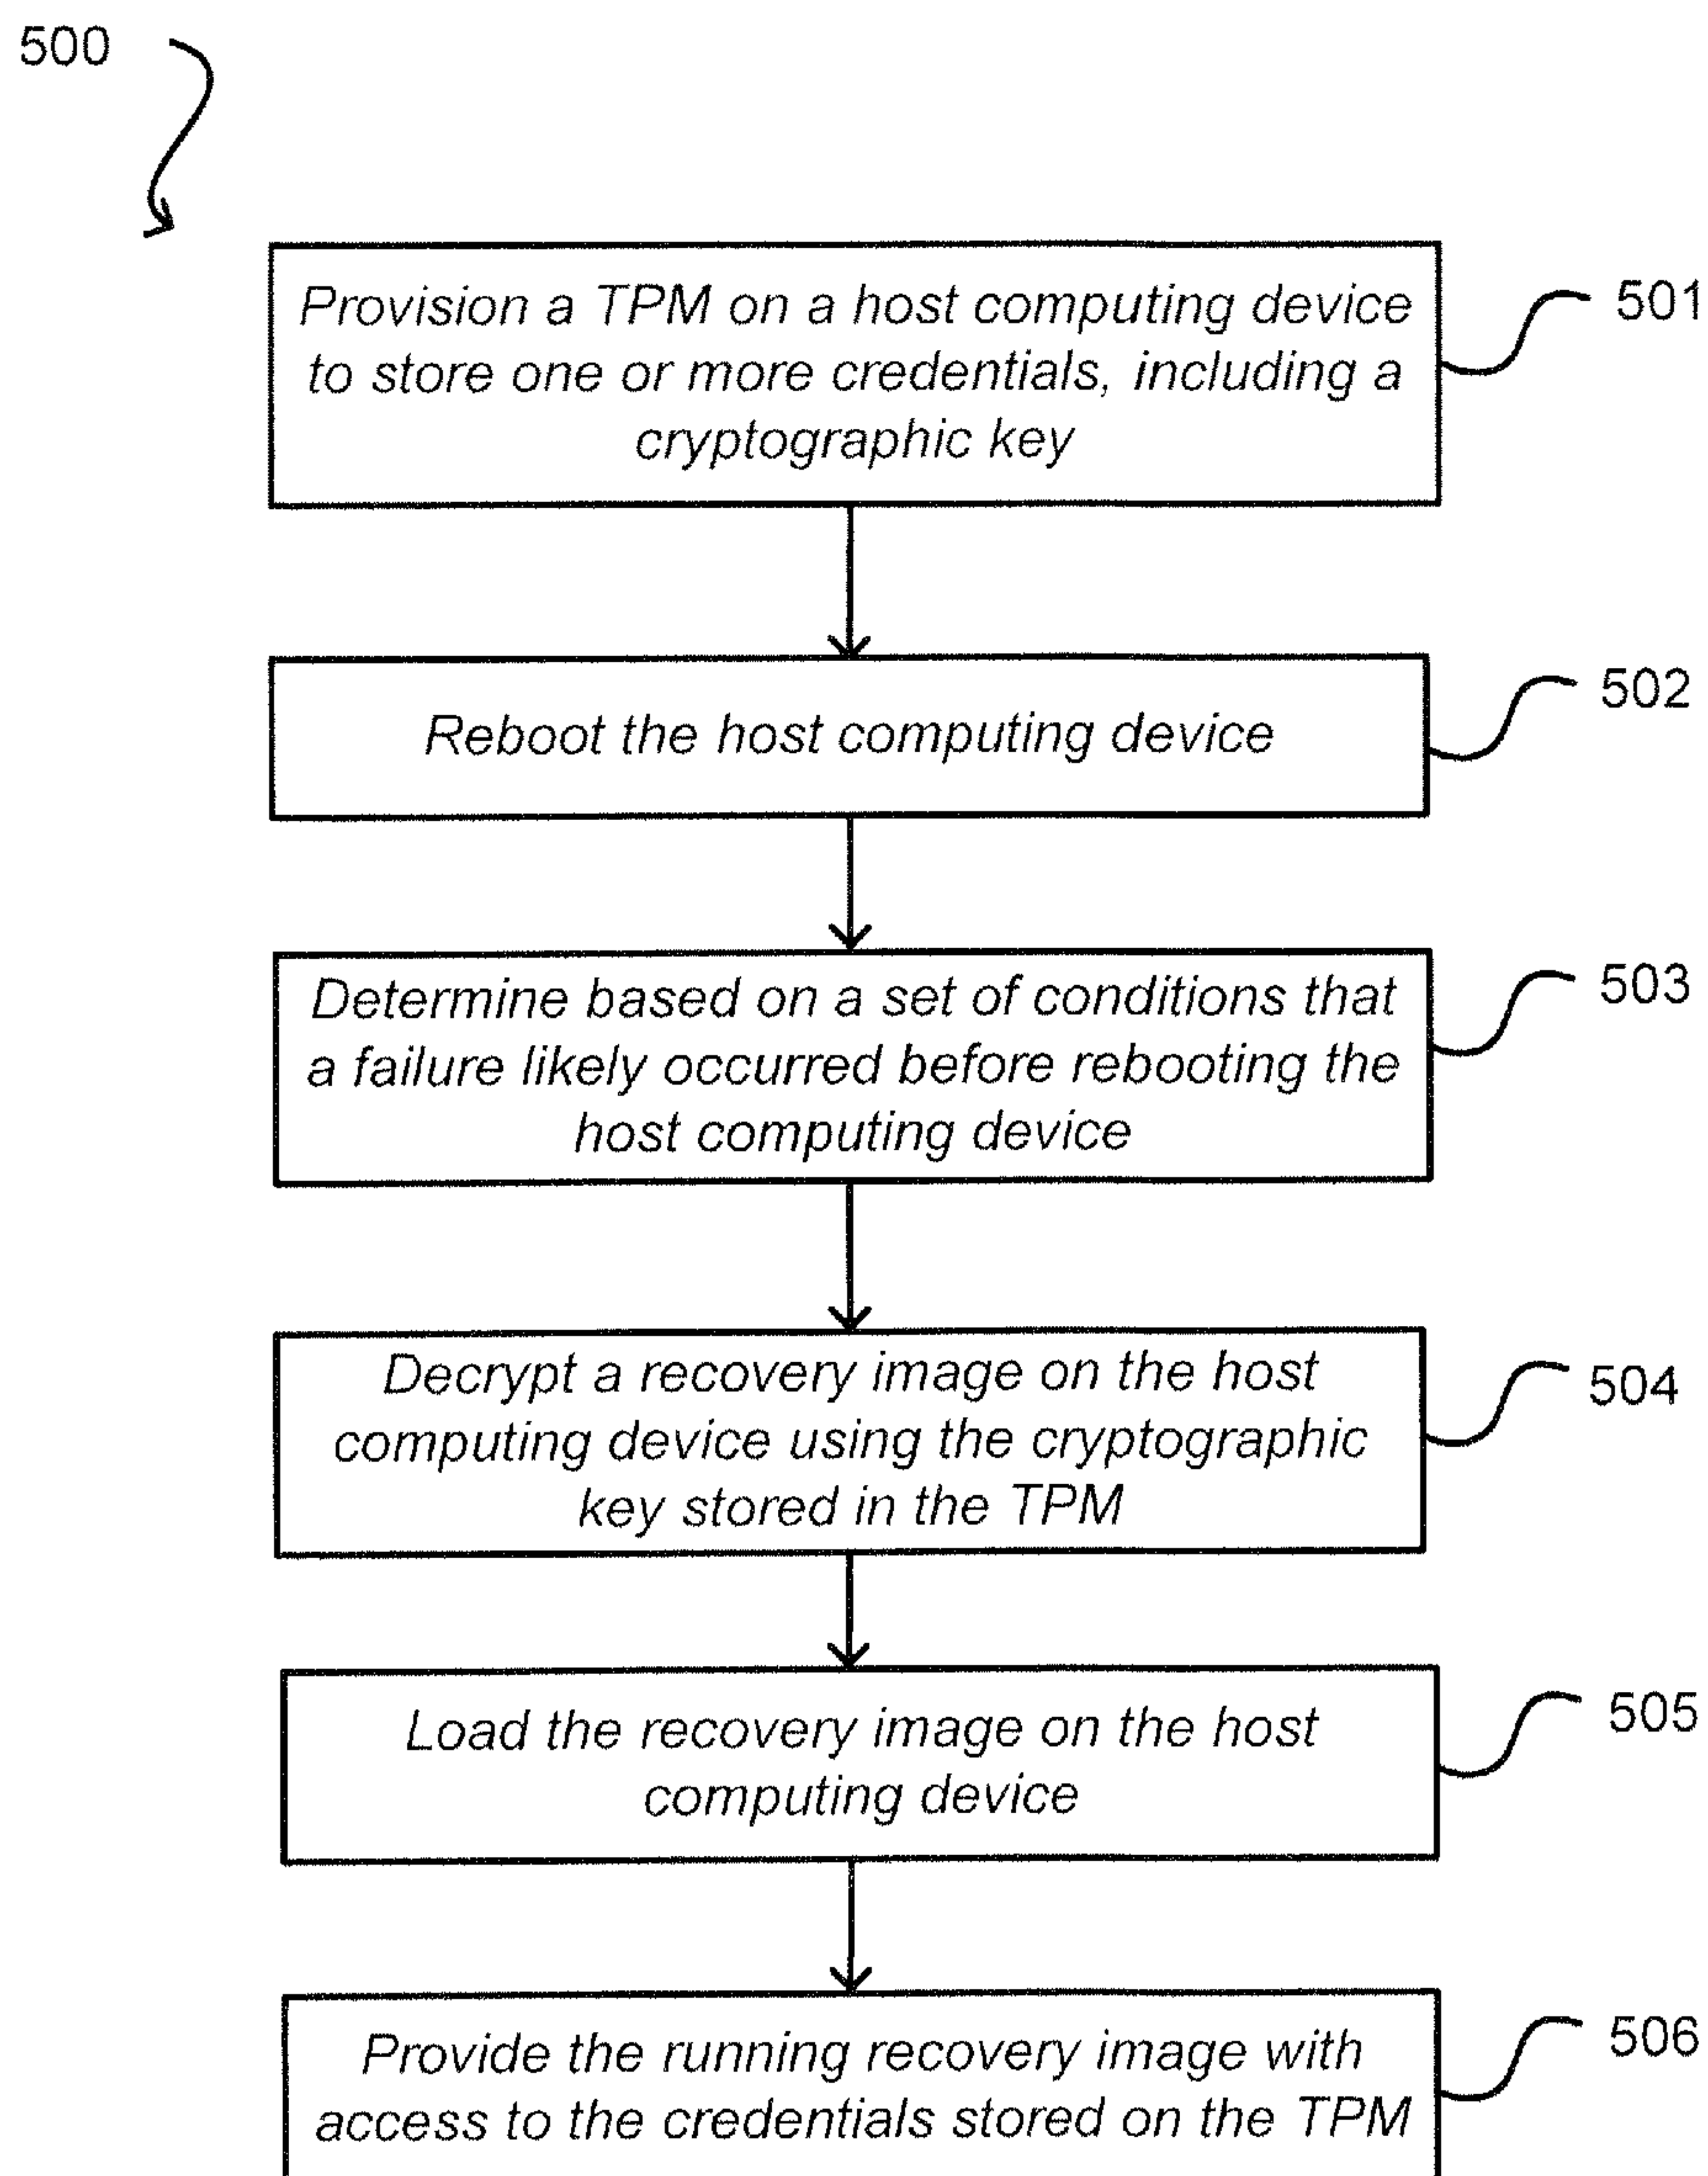 500
Provision a TPM on a host computing device
to store one or more credentials, including a
cryptographic key
501
Reboot the host computing device
502
Determine based on a set of conditions that
a failure likely occurred before rebooting the
host computing device
503
Decrypt a recovery image on the host
computing device using the cryptographic
key stored in the TPM
504
Load the recovery image on the host
computing device
505
Provide the running recovery image with
access to the credentials stored on the TPM
506